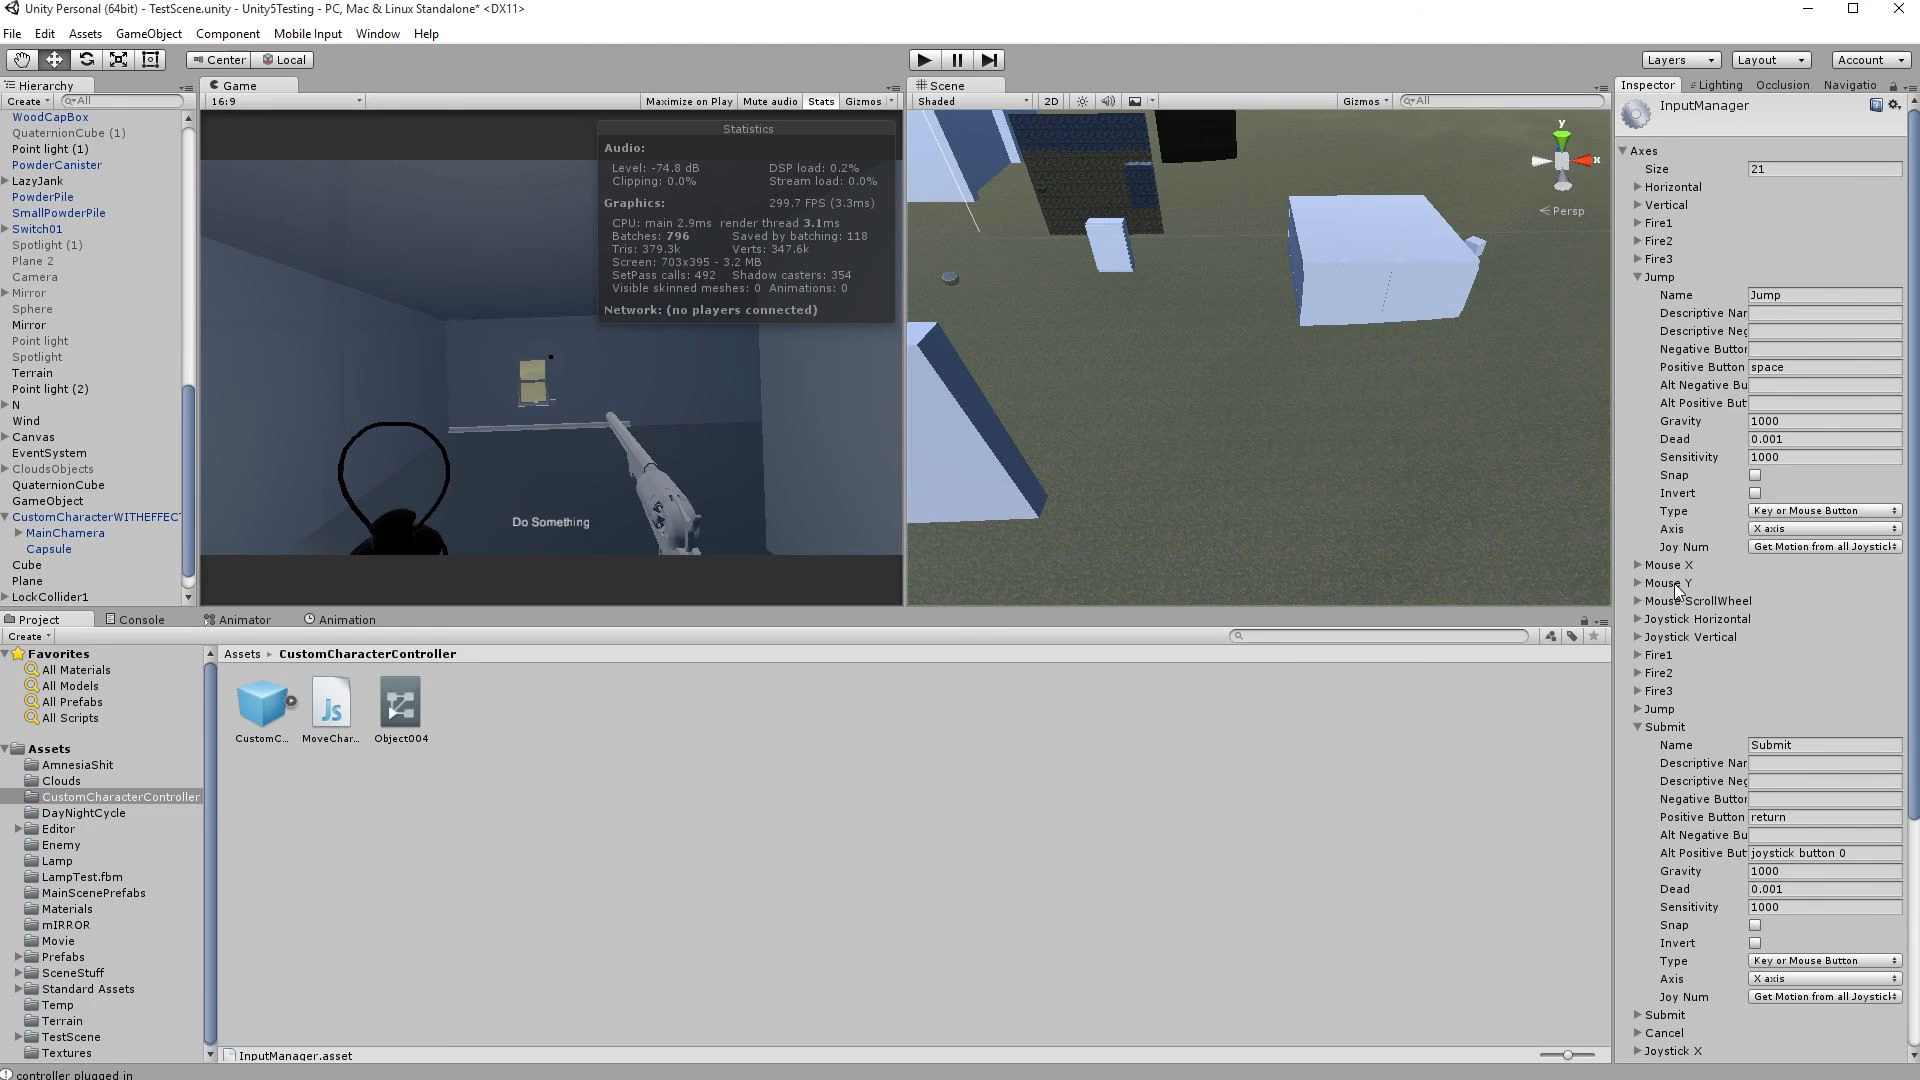 Unity Personal (64bit) - TestScene.unity - Unity5Testing - PC, Mac & Linux Standalone* <DX11>
File Edit Assets GameObject Component Mobile Input Window Help
Center Local
Layers Layout Account
Hierarchy
Create All
WoodCapBox
QuaternionCube (1)
Point light (1)
PowderCanister
LazyJank
PowderPile
SmallPowderPile
Switch01
Spotlight (1)
Plane 2
Camera
Mirror
Sphere
Mirror
Point light
Spotlight
Terrain
Point light (2)
N
Wind
Canvas
EventSystem
CloudsObjects
QuaternionCube
GameObject
CustomCharacterWITHEFFECT
MainChamera
Capsule
Cube
Plane
LockCollider1
Game
16:9 Maximize on Play Mute audio Stats Gizmos
Statistics
Audio:
Level: -74.8 dB DSP load: 0.2%
Clipping: 0.0% Stream load: 0.0%
Graphics: 299.7 FPS (3.3ms)
CPU: main 2.9ms render thread 3.1ms
Batches: 796 Saved by batching: 118
Tris: 379.3k Verts: 347.6k
Screen: 703x395 - 3.2 MB
SetPass calls: 492 Shadow casters: 354
Visible skinned meshes: 0 Animations: 0
Network: (no players connected)
Do Something
Scene
Shaded 2D Gizmos All
y
x
Persp
Inspector Lighting Occlusion Navigatio
InputManager
Axes
Size 21
Horizontal
Vertical
Fire1
Fire2
Fire3
Jump
Name Jump
Descriptive Nar
Descriptive Neg
Negative Button
Positive Button space
Alt Negative Bu
Alt Positive But
Gravity 1000
Dead 0.001
Sensitivity 1000
Snap
Invert
Type Key or Mouse Button
Axis X axis
Joy Num Get Motion from all Joystick
Mouse X
Mouse Y
Mouse ScrollWheel
Joystick Horizontal
Joystick Vertical
Fire1
Fire2
Fire3
Jump
Submit
Name Submit
Descriptive Nar
Descriptive Neg
Negative Button
Positive Button return
Alt Negative Bu
Alt Positive But joystick button 0
Gravity 1000
Dead 0.001
Sensitivity 1000
Snap
Invert
Type Key or Mouse Button
Axis X axis
Joy Num Get Motion from all Joystick
Submit
Cancel
Joystick X
Project Console Animator Animation
Create
Favorites
All Materials
All Models
All Prefabs
All Scripts
Assets
AmnesiaShit
Clouds
CustomCharacterController
DayNightCycle
Editor
Enemy
Lamp
LampTest.fbm
MainScenePrefabs
Materials
mIRROR
Movie
Prefabs
SceneStuff
Standard Assets
Temp
Terrain
TestScene
Textures
Assets CustomCharacterController
Js
CustomC... MoveChar... Object004
InputManager.asset
controller plugged in